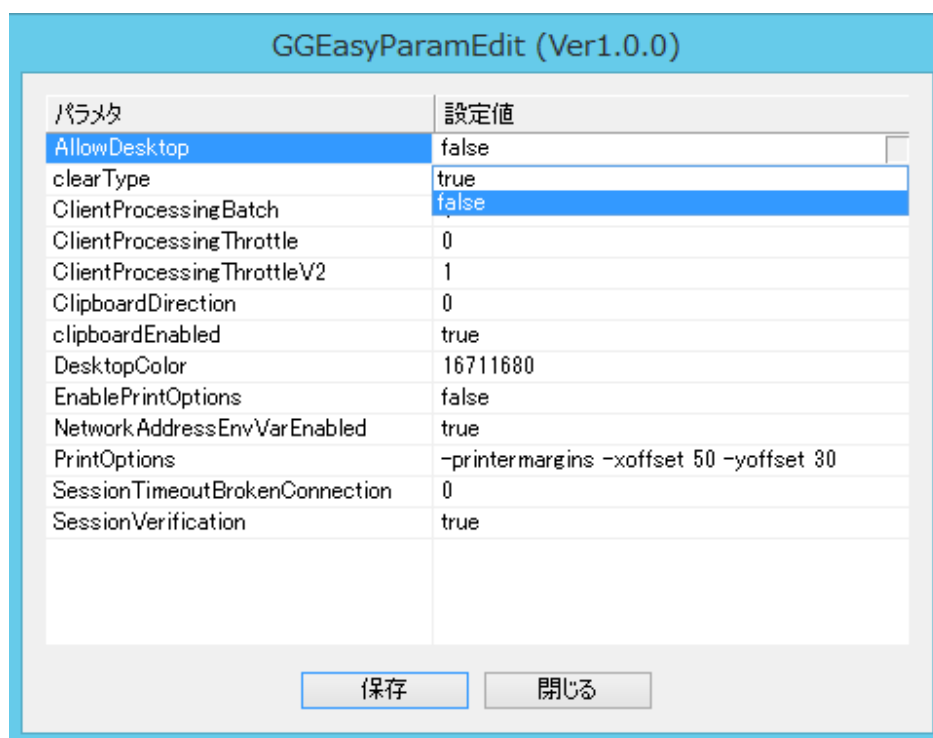 GGEasyParamEdit (Ver1.0.0)
パラメタ 設定値
AllowDesktop false
clearType true
ClientProcessingBatch false
ClientProcessingThrottle 0
ClientProcessingThrottleV2 1
ClipboardDirection 0
clipboardEnabled true
DesktopColor 16711680
EnablePrintOptions false
NetworkAddressEnvVarEnabled true
PrintOptions -printermargins -xoffset 50 -yoffset 30
SessionTimeoutBrokenConnection 0
SessionVerification true
保存 閉じる